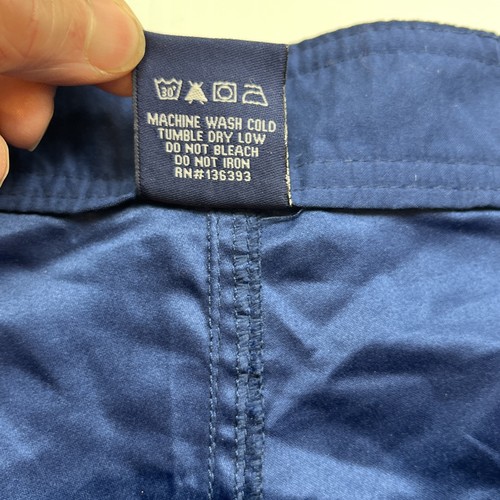 30°
MACHINE WASH COLD
TUMBLE DRY LOW
DO NOT BLEACH
DO NOT IRON
RN#136393